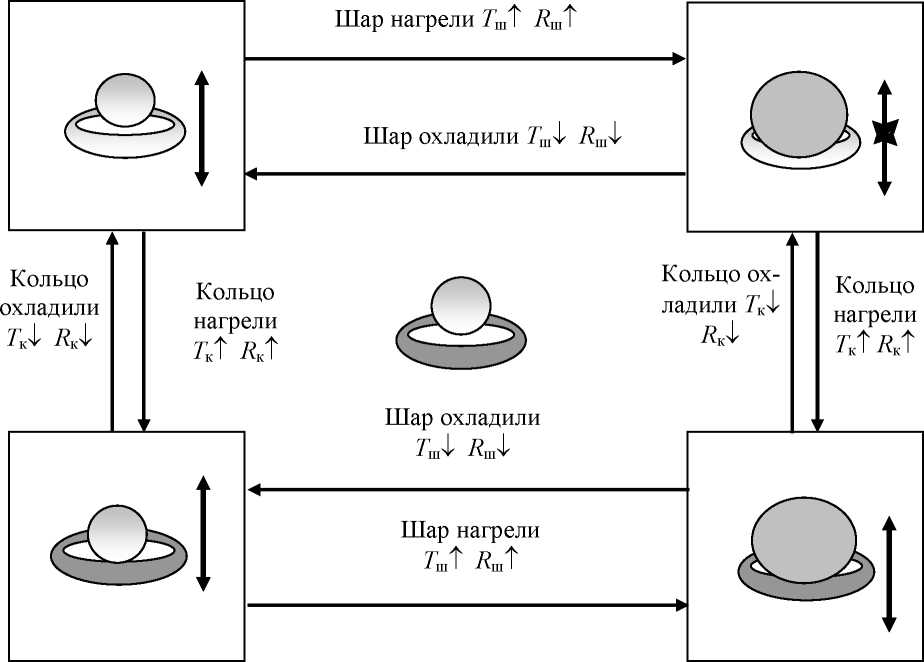 Шар нагрели Tш↑ Rш↑
Шар охладили Tш↓ Rш↓
Кольцо
охладили
Tк↓ Rк↓
Кольцо
нагрели
Tк↑ Rк↑
Кольцо ох-
ладили Tк↓
Rк↓
Кольцо
нагрели
Tк↑ Rк↑
Шар охладили
Tш↓ Rш↓
Шар нагрели
Tш↑ Rш↑